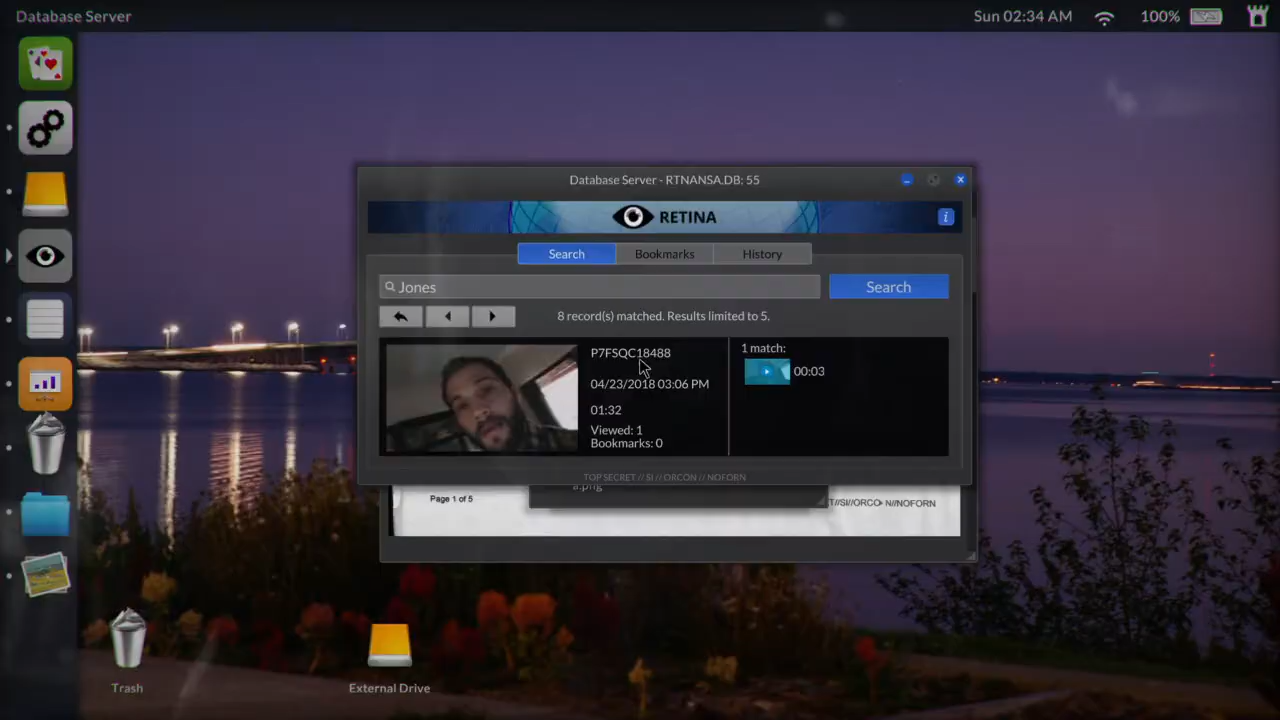 Database Server
Sun 02:34 AM
100%
Database Server - RTNANSA.DB: 55
RETINA
i
Search
Bookmarks
History
Jones
Search
8 record(s) matched. Results limited to 5.
P7FSQC18488
04/23/2018 03:06 PM
01:32
Viewed: 1
Bookmarks: 0
1 match:
00:03
TOP SECRET // SI // ORCON // NOFORN
a.png
Page 1 of 5
ET//SI//ORCO N//NOFORN
Trash
External Drive